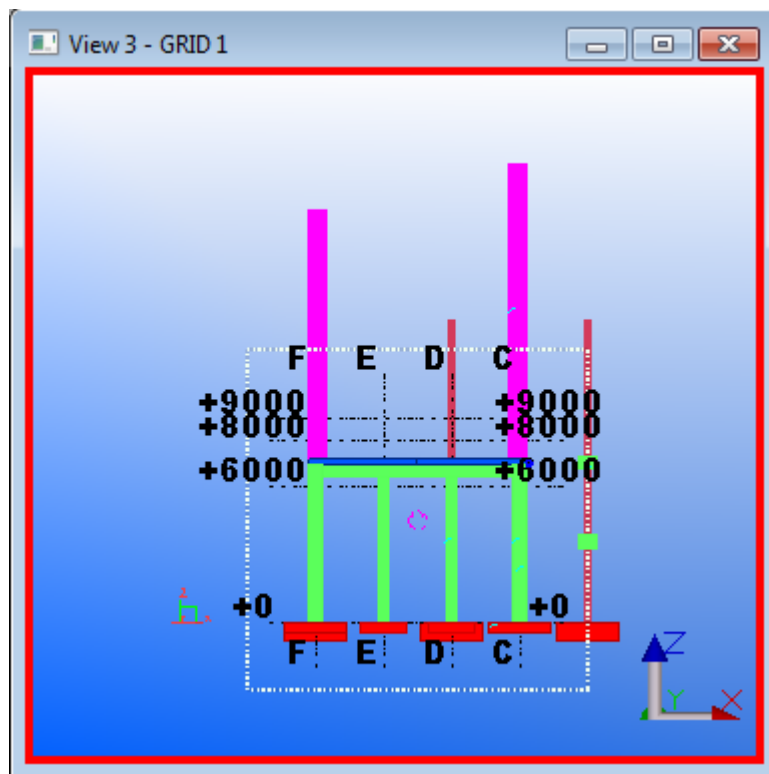 View 3 - GRID 1
F E D C
+9000 +9000
+8000 +8000
+6000 +6000
+0 +0
F E D C
Z
Y X